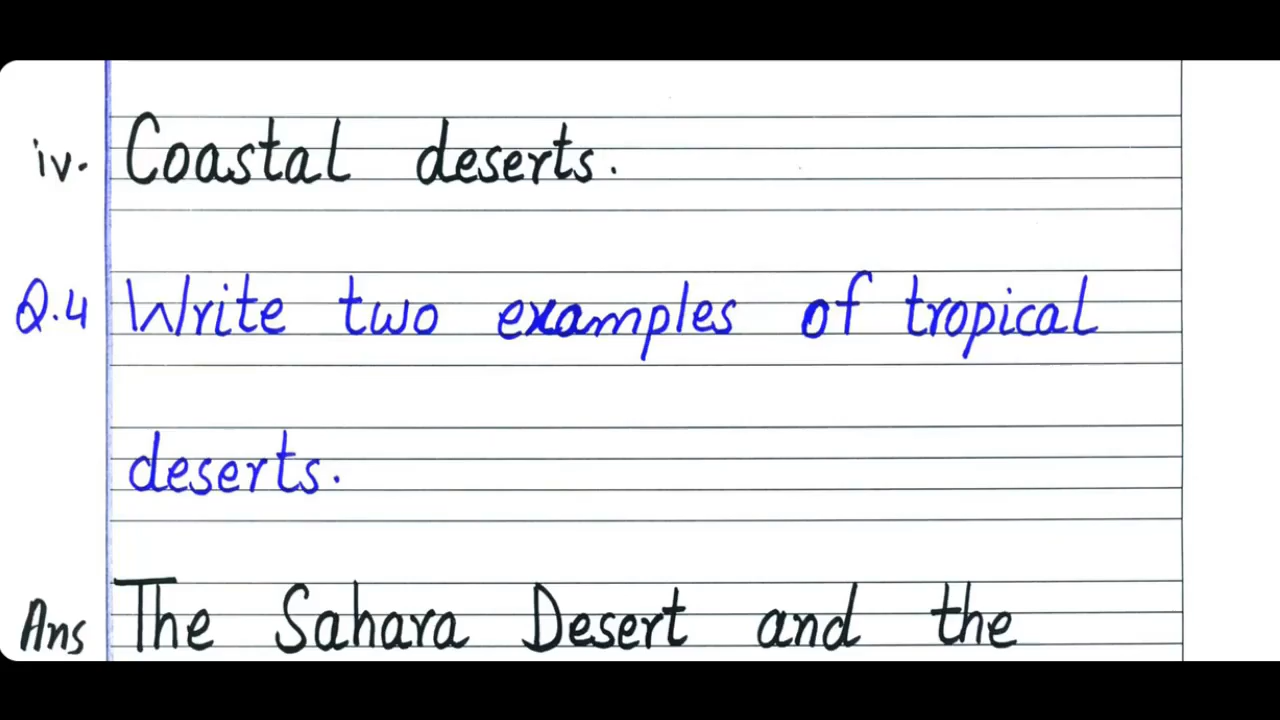 iv. Coastal deserts.
Q.4 Write two examples of tropical
deserts.
Ans The Sahara Desert and the